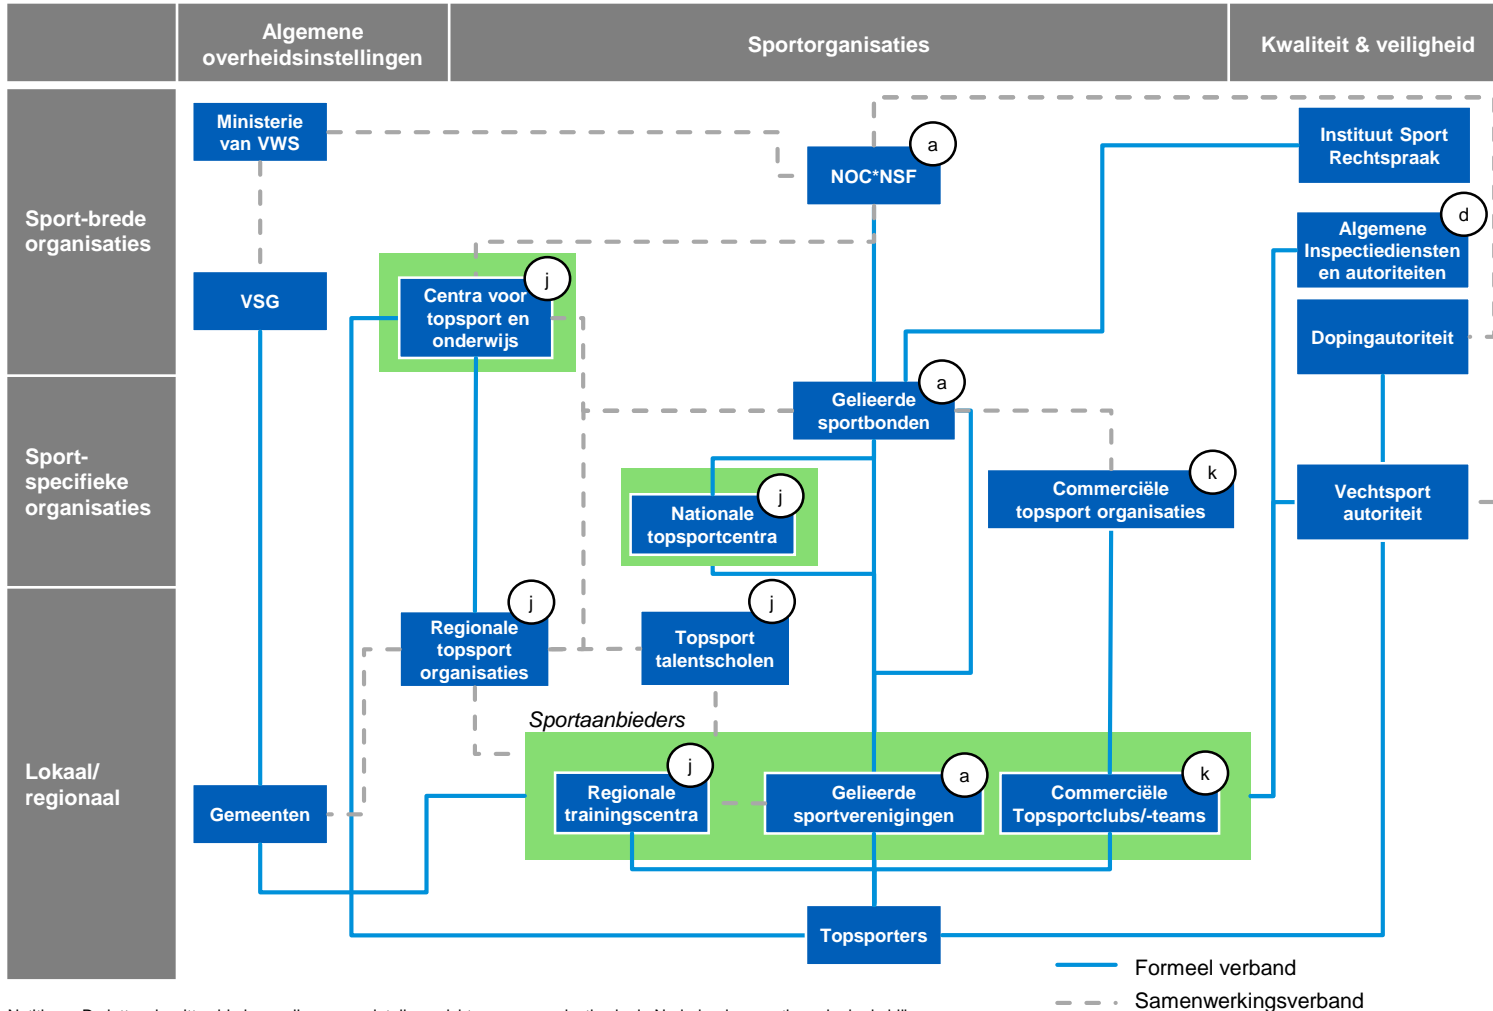 Algemene
overheidsinstellingen
Sportorganisaties
Kwaliteit & veiligheid
Sport-brede
organisaties
Ministerie
van VWS
NOC*NSF
a
Instituut Sport
Rechtspraak
d
Algemene
Inspectiediensten
en autoriteiten
VSG
j
Centra voor
topsport en
onderwijs
Dopingautoriteit
Sport-
specifieke
organisaties
a
Gelieerde
sportbonden
j
Nationale
topsportcentra
k
Commerciële
topsport organisaties
Vechtsport
autoriteit
Lokaal/
regionaal
j
Regionale
topsport
organisaties
j
Topsport
talentscholen
Sportaanbieders
Gemeenten
j
Regionale
trainingscentra
a
Gelieerde
sportverenigingen
k
Commerciële
Topsportclubs/-teams
Topsporters
Formeel verband
Samenwerkingsverband